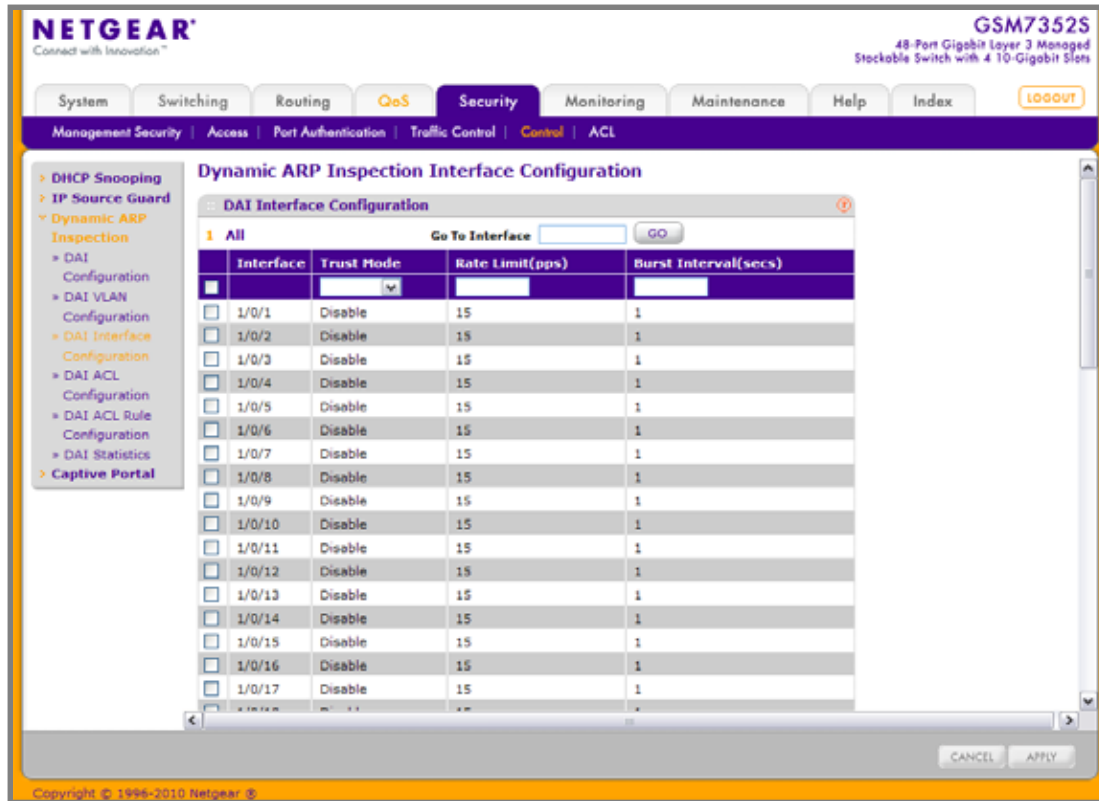 NETGEAR®
Connect with Innovation™
GSM7352S
48-Port Gigabit Layer 3 Managed
Stackable Switch with 4 10-Gigabit Slots
System Switching Routing QoS Security Monitoring Maintenance Help Index LOGOUT
Management Security | Access | Port Authentication | Traffic Control | Control | ACL
DHCP Snooping
IP Source Guard
Dynamic ARP
Inspection
» DAI
Configuration
» DAI VLAN
Configuration
» DAI Interface
Configuration
» DAI ACL
Configuration
» DAI ACL Rule
Configuration
» DAI Statistics
Captive Portal
Dynamic ARP Inspection Interface Configuration
DAI Interface Configuration ?
1 All Go To Interface GO
Interface Trust Mode Rate Limit(pps) Burst Interval(secs)
1/0/1 Disable 15 1
1/0/2 Disable 15 1
1/0/3 Disable 15 1
1/0/4 Disable 15 1
1/0/5 Disable 15 1
1/0/6 Disable 15 1
1/0/7 Disable 15 1
1/0/8 Disable 15 1
1/0/9 Disable 15 1
1/0/10 Disable 15 1
1/0/11 Disable 15 1
1/0/12 Disable 15 1
1/0/13 Disable 15 1
1/0/14 Disable 15 1
1/0/15 Disable 15 1
1/0/16 Disable 15 1
1/0/17 Disable 15 1
CANCEL APPLY
Copyright © 1996-2010 Netgear ®